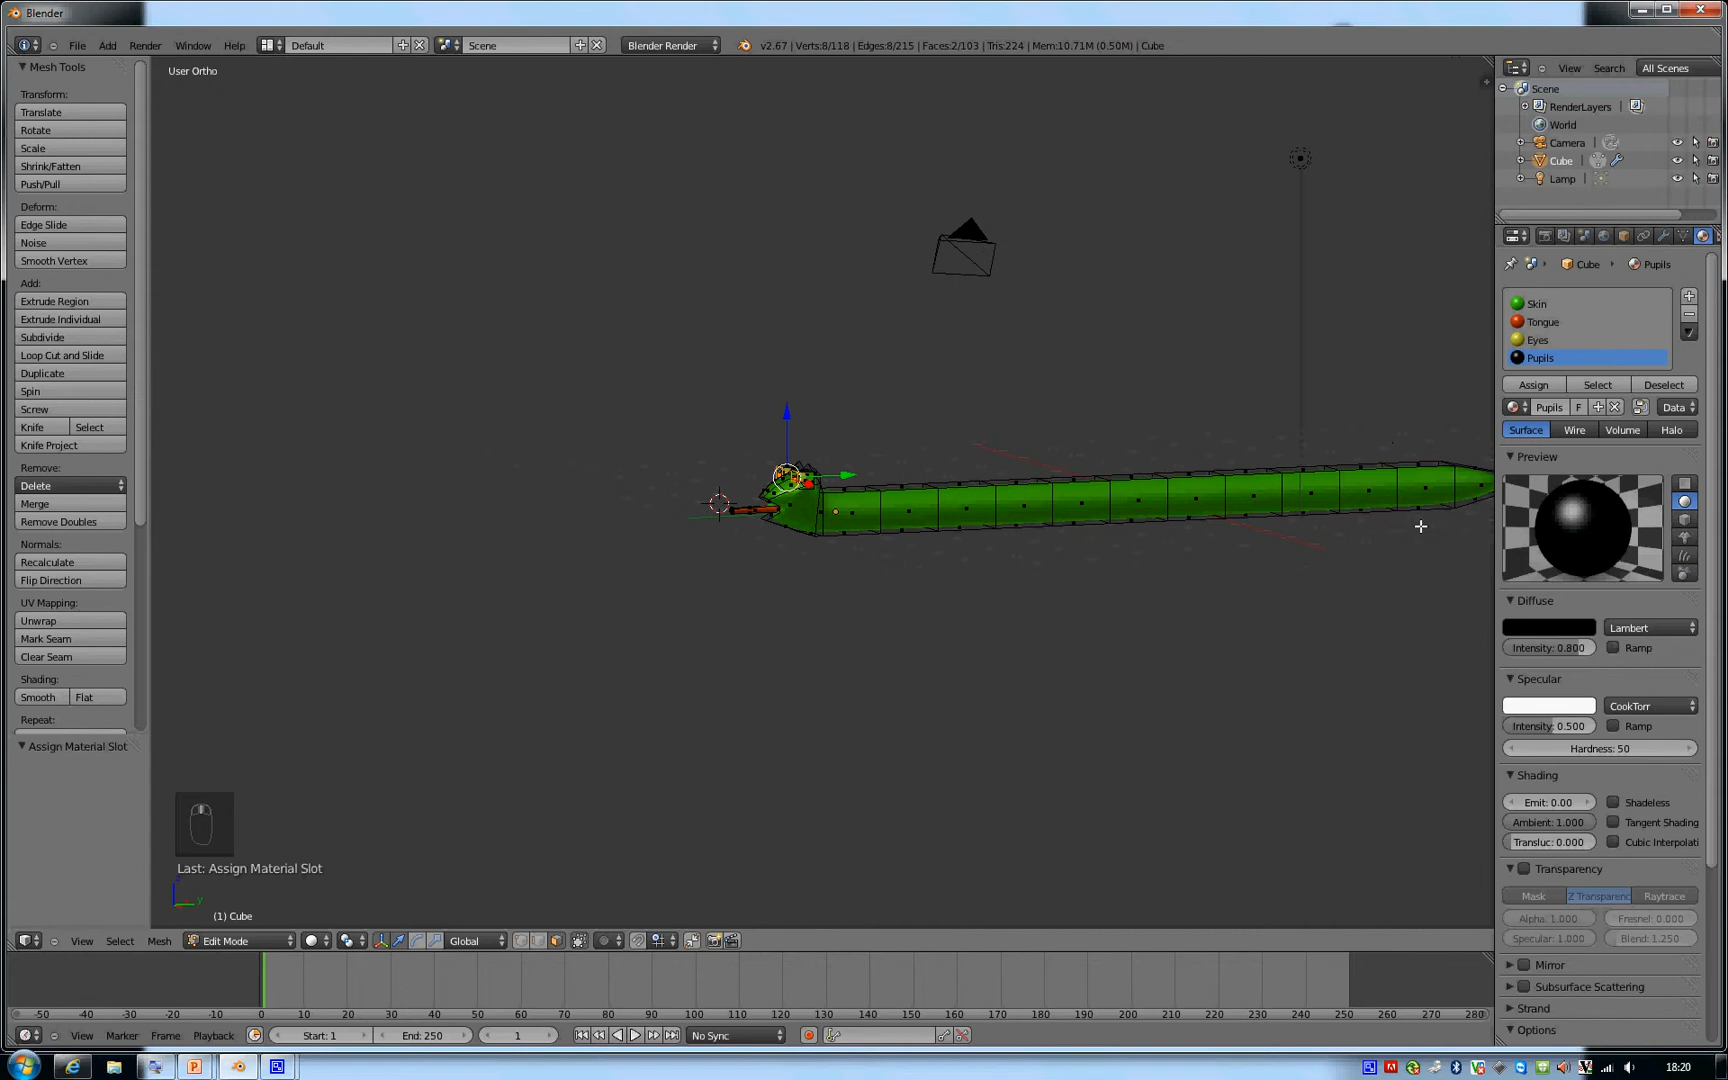 Blender
File Add Render Window Help Default Scene Blender Render v2.67 | Verts:8/118 | Edges:8/215 | Faces:2/103 | Tris:224 | Mem:10.71M (0.50M) | Cube
Mesh Tools
Transform:
Translate
Rotate
Scale
Shrink/Fatten
Push/Pull
Deform:
Edge Slide
Noise
Smooth Vertex
Add:
Extrude Region
Extrude Individual
Subdivide
Loop Cut and Slide
Duplicate
Spin
Screw
Knife Select
Knife Project
Remove:
Delete
Merge
Remove Doubles
Normals:
Recalculate
Flip Direction
UV Mapping:
Unwrap
Mark Seam
Clear Seam
Shading:
Smooth Flat
Repeat:
Assign Material Slot
User Ortho
Last: Assign Material Slot
y
(1) Cube
View Select Mesh Edit Mode Global
-50 -40 -30 -20 -10 0 10 20 30 40 50 60 70 80 90 100 110 120 130 140 150 160 170 180 190 200 210 220 230 240 250 260 270 280
View Marker Frame Playback Start: 1 End: 250 1 No Sync
View Search All Scenes
Scene
RenderLayers
World
Camera
Cube
Lamp
Cube Pupils
Skin
Tongue
Eyes
Pupils
Assign Select Deselect
Pupils F Data
Surface Wire Volume Halo
Preview
Diffuse
Lambert
Intensity: 0.800 Ramp
Specular
CookTorr
Intensity: 0.500 Ramp
Hardness: 50
Shading
Emit: 0.00 Shadeless
Ambient: 1.000 Tangent Shading
Transluc: 0.000 Cubic Interpolati
Transparency
Mask Z Transparenc Raytrace
Alpha: 1.000 Fresnel: 0.000
Specular: 1.000 Blend: 1.250
Mirror
Subsurface Scattering
Strand
Options
18:20